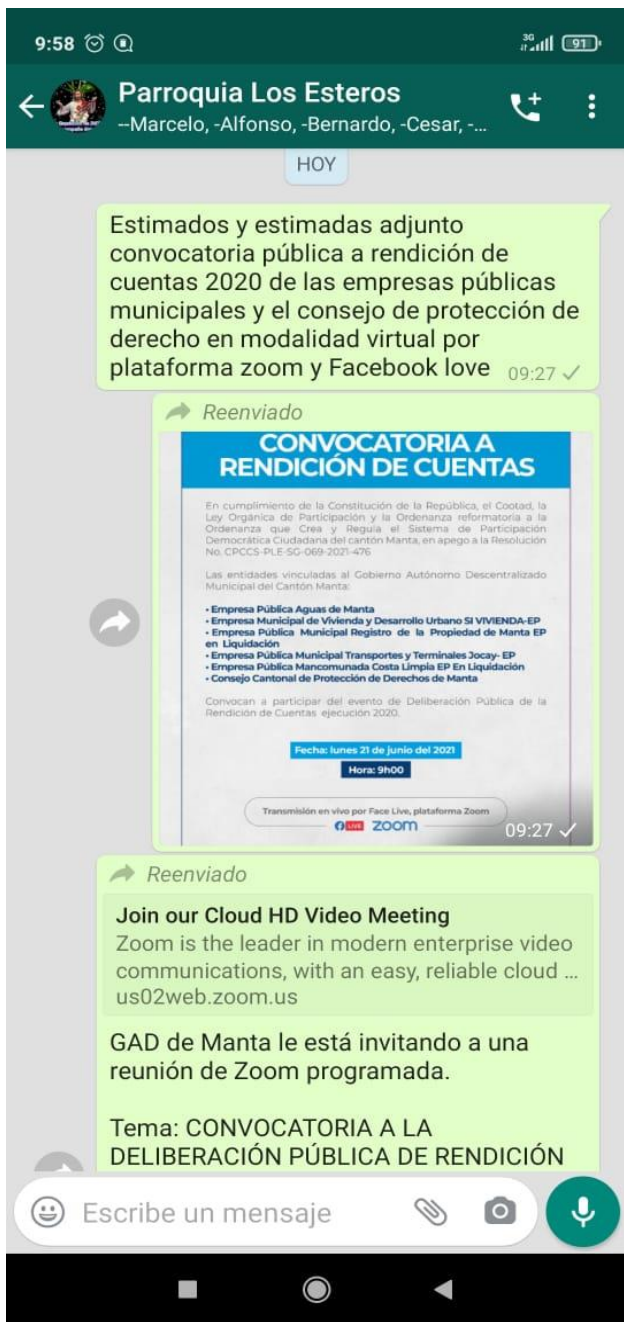 9:58
3G
91
Parroquia Los Esteros
--Marcelo, -Alfonso, -Bernardo, -Cesar, -...
HOY
Estimados y estimadas adjunto
convocatoria pública a rendición de
cuentas 2020 de las empresas públicas
municipales y el consejo de protección de
derecho en modalidad virtual por
plataforma zoom y Facebook love 09:27
Reenviado
CONVOCATORIA A
RENDICIÓN DE CUENTAS
En cumplimiento de la Constitución de la República, el Cootad, la
Ley Orgánica de Participación y la Ordenanza reformatoria a la
Ordenanza que Crea y Regula el Sistema de Participación
Democrática Ciudadana del cantón Manta, en apego a la Resolución
No. CPCCS-PLE-SG-069-2021-476
Las entidades vinculadas al Gobierno Autónomo Descentralizado
Municipal del Cantón Manta:
• Empresa Pública Aguas de Manta
• Empresa Municipal de Vivienda y Desarrollo Urbano SI VIVIENDA-EP
• Empresa Pública Municipal Registro de la Propiedad de Manta EP
en Liquidación
• Empresa Pública Municipal Transportes y Terminales Jocay- EP
• Empresa Pública Mancomunada Costa Limpia EP En Liquidación
• Consejo Cantonal de Protección de Derechos de Manta
Convocan a participar del evento de Deliberación Pública de la
Rendición de Cuentas ejecución 2020.
Fecha: lunes 21 de junio del 2021
Hora: 9h00
Transmisión en vivo por Face Live, plataforma Zoom
LIVE zoom
09:27
Reenviado
Join our Cloud HD Video Meeting
Zoom is the leader in modern enterprise video
communications, with an easy, reliable cloud ...
us02web.zoom.us
GAD de Manta le está invitando a una
reunión de Zoom programada.
Tema: CONVOCATORIA A LA
DELIBERACIÓN PÚBLICA DE RENDICIÓN
Escribe un mensaje